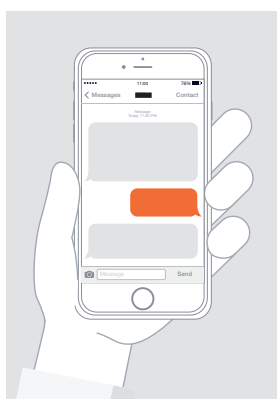 11:00 76%
Messages Contact
Message
Today 11:00 PM
Message Send